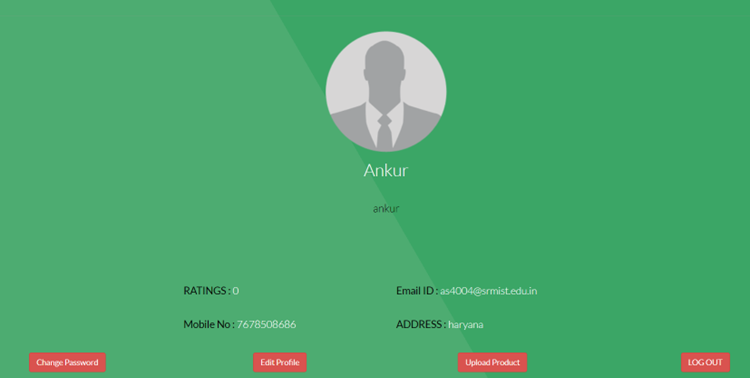 Ankur
ankur
RATINGS : 0 Email ID : as4004@srmist.edu.in
Mobile No : 7678508686 ADDRESS : haryana
Change Password Edit Profile Upload Product LOG OUT